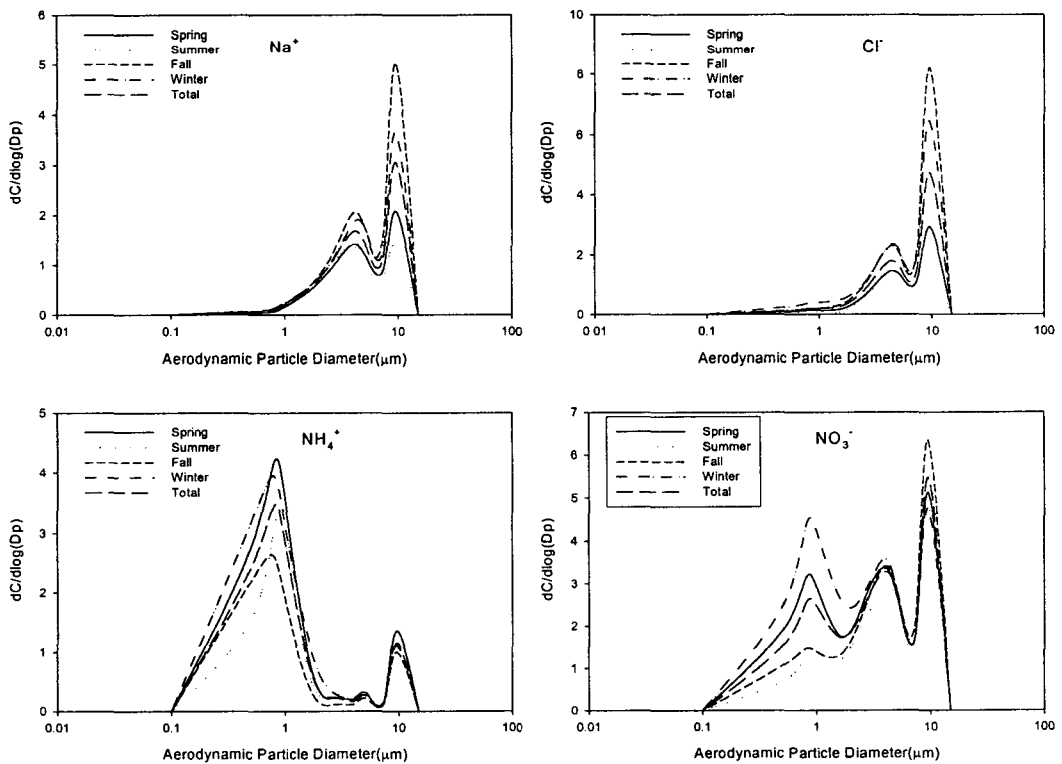 6
5
4
3
2
1
0
dC/dlog(Dp)
Spring
Summer
Fall
Winter
Total
Na⁺
0.01
0.1
1
10
100
Aerodynamic Particle Diameter(μm)
10
8
6
4
2
0
dC/dlog(Dp)
Spring
Summer
Fall
Winter
Total
Cl⁻
0.01
0.1
1
10
100
Aerodynamic Particle Diameter(μm)
5
4
3
2
1
0
dC/dlog(Dp)
Spring
Summer
Fall
Winter
Total
NH₄⁺
0.01
0.1
1
10
100
Aerodynamic Particle Diameter(μm)
7
6
5
4
3
2
1
0
dC/dlog(Dp)
Spring
Summer
Fall
Winter
Total
NO₃⁻
0.01
0.1
1
10
100
Aerodynamic Particle Diameter(μm)